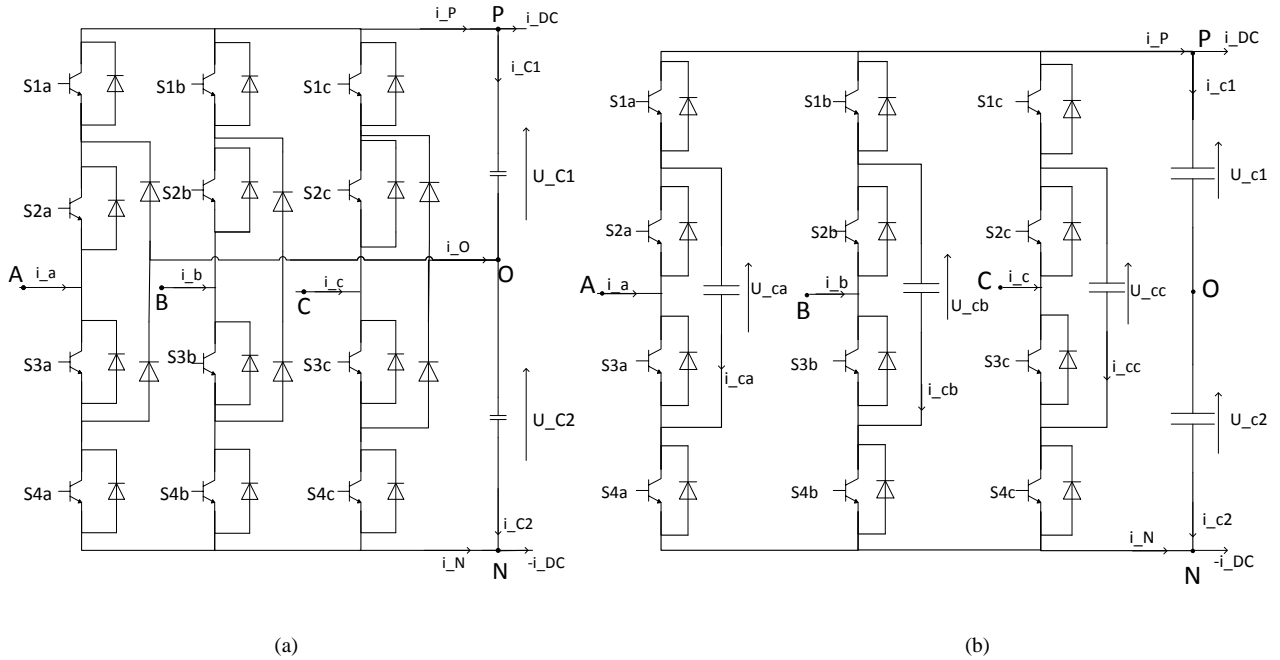 i_P
P
i_DC
i_C1
S1a
S1b
S1c
U_C1
S2a
S2b
S2c
i_O
O
A
i_a
B
i_b
C
i_c
S3a
S3b
S3c
U_C2
S4a
S4b
S4c
i_C2
i_N
N
-i_DC
(a)
i_P
P
i_DC
i_c1
S1a
S1b
S1c
U_c1
S2a
S2b
S2c
A
i_a
U_ca
B
i_b
U_cb
C
i_c
U_cc
O
S3a
S3b
S3c
i_ca
i_cb
i_cc
U_c2
S4a
S4b
S4c
i_c2
i_N
N
-i_DC
(b)